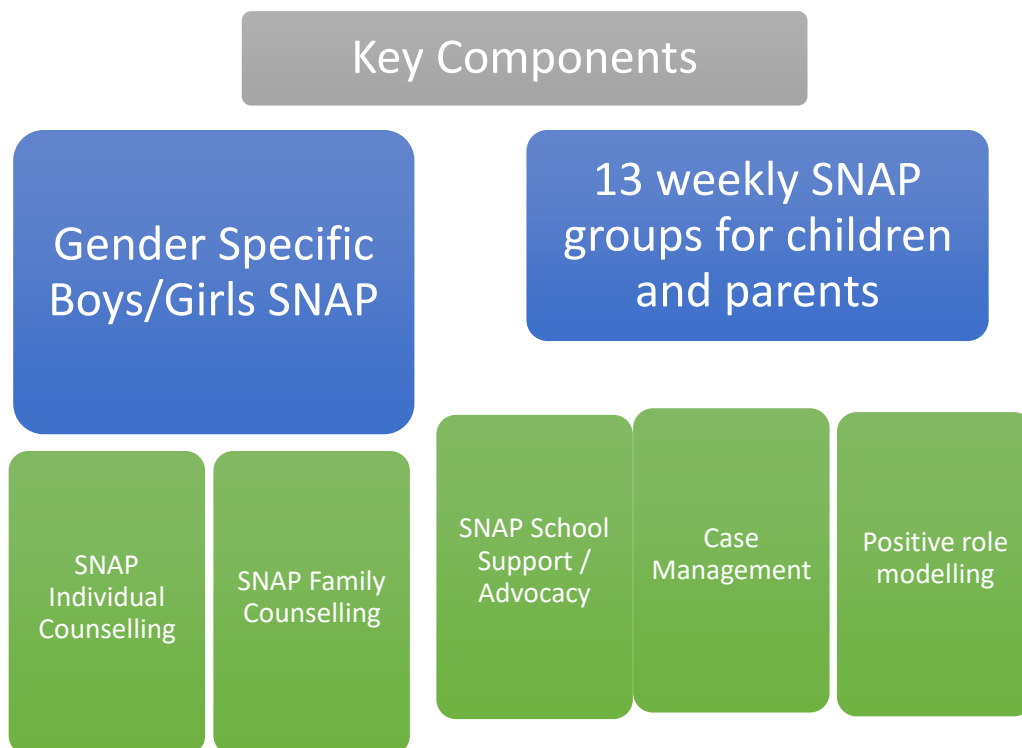 Key Components
Gender Specific
Boys/Girls SNAP
13 weekly SNAP
groups for children
and parents
SNAP
Individual
Counselling
SNAP Family
Counselling
SNAP School
Support /
Advocacy
Case
Management
Positive role
modelling